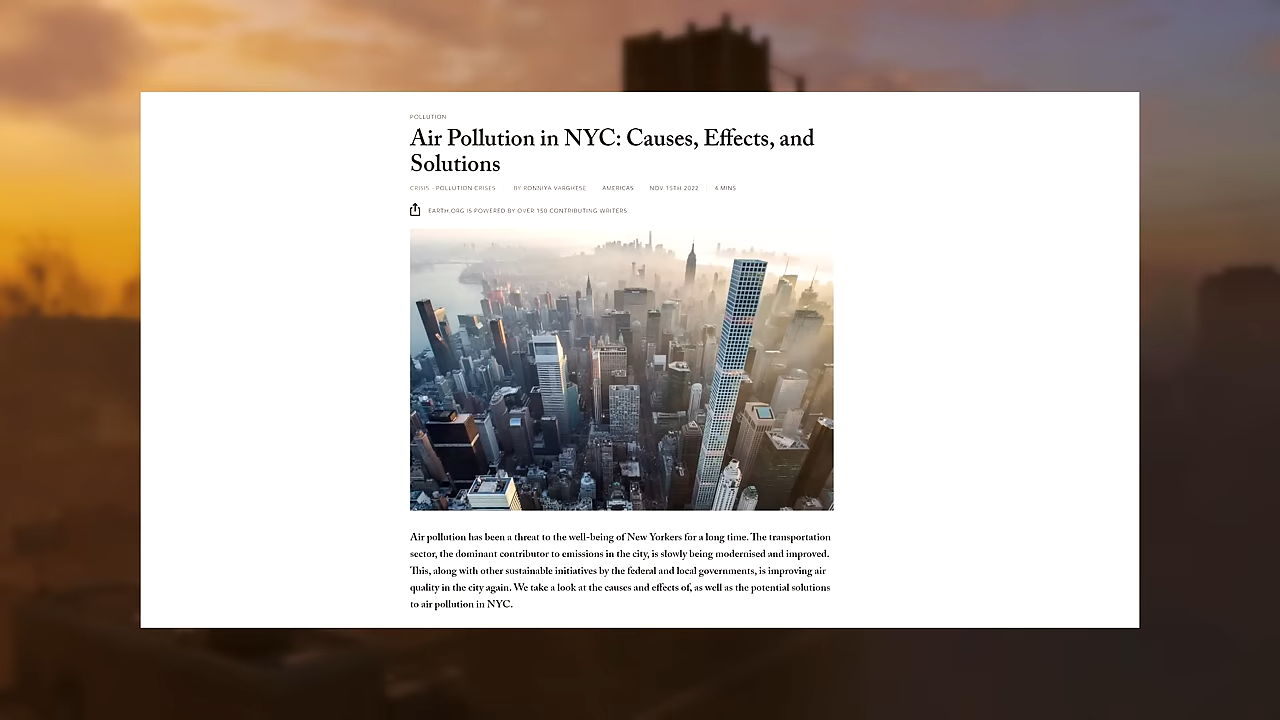 POLLUTION
Air Pollution in NYC: Causes, Effects, and
Solutions
CRISIS - POLLUTION CRISES BY RONNIYA VARGHESE AMERICAS NOV 15TH 2022 4 MINS
EARTH.ORG IS POWERED BY OVER 150 CONTRIBUTING WRITERS
Air pollution has been a threat to the well-being of New Yorkers for a long time. The transportation
sector, the dominant contributor to emissions in the city, is slowly being modernised and improved.
This, along with other sustainable initiatives by the federal and local governments, is improving air
quality in the city again. We take a look at the causes and effects of, as well as the potential solutions
to air pollution in NYC.